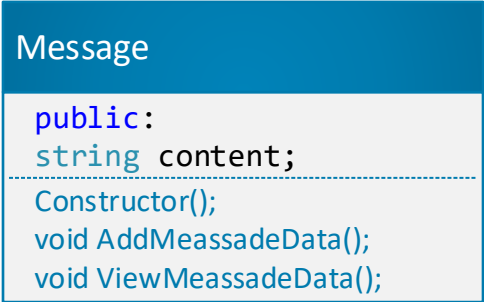 Message
public:
string content;
Constructor();
void AddMeassadeData();
void ViewMeassadeData();